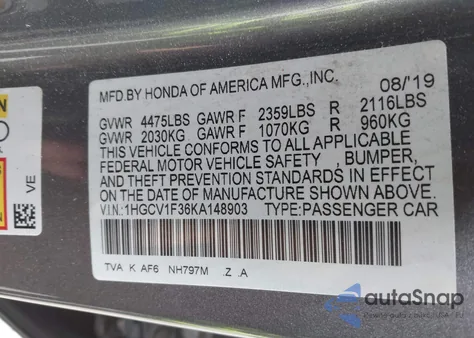 MFD.BY HONDA OF AMERICA MFG.,INC. 08/'19
GVWR 4475LBS GAWR F 2359LBS R 2116LBS
GVWR 2030KG GAWR F 1070KG R 960KG
THIS VEHICLE CONFORMS TO ALL APPLICABLE
FEDERAL MOTOR VEHICLE SAFETY , BUMPER,
AND THEFT PREVENTION STANDARDS IN EFFECT
ON THE DATE OF MANUFACTURE SHOWN ABOVE.
V.I.N.:1HGCV1F36KA148903 TYPE:PASSENGER CAR
TVA K AF6 NH797M .Z .A
VE
autoSnap